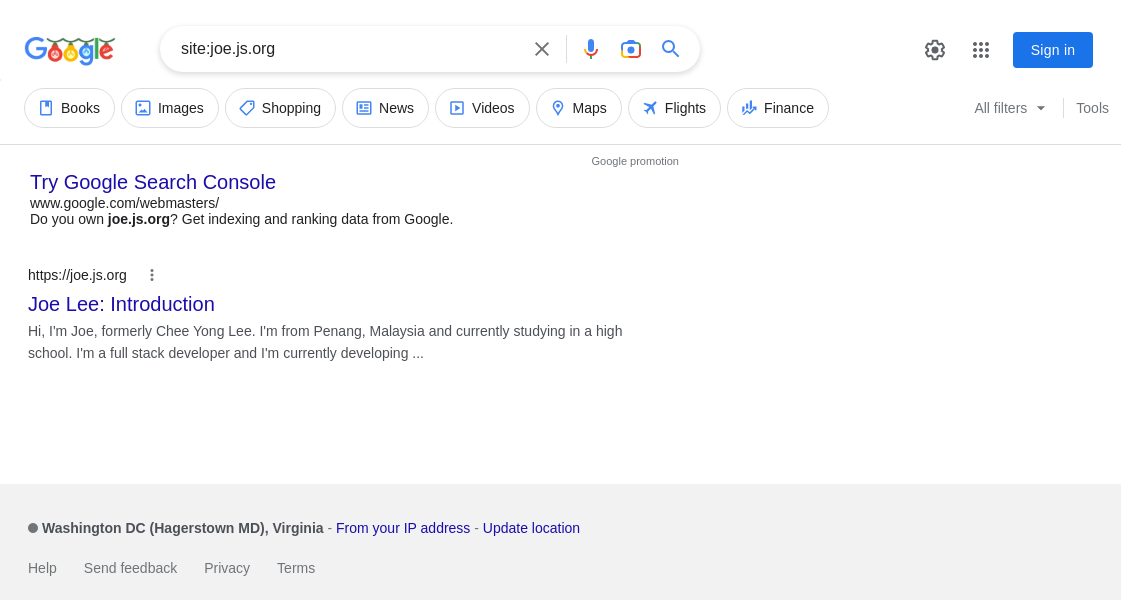 Google
site:joe.js.org
Sign in
Books
Images
Shopping
News
Videos
Maps
Flights
Finance
All filters
Tools
Google promotion
Try Google Search Console
www.google.com/webmasters/
Do you own joe.js.org? Get indexing and ranking data from Google.
https://joe.js.org
Joe Lee: Introduction
Hi, I'm Joe, formerly Chee Yong Lee. I'm from Penang, Malaysia and currently studying in a high
school. I'm a full stack developer and I'm currently developing ...
Washington DC (Hagerstown MD), Virginia - From your IP address - Update location
Help
Send feedback
Privacy
Terms